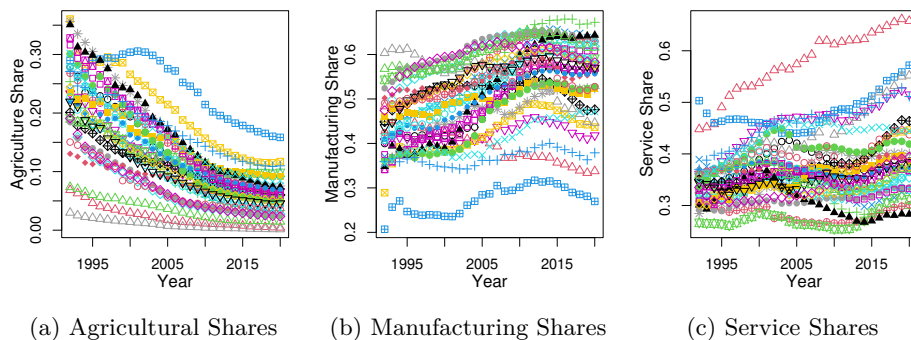 Agriculture Share
0.00 0.10 0.20 0.30
1995 2005 2015
Year
Manufacturing Share
0.2 0.3 0.4 0.5 0.6
1995 2005 2015
Year
Service Share
0.3 0.4 0.5 0.6
1995 2005 2015
Year
(a) Agricultural Shares
(b) Manufacturing Shares
(c) Service Shares